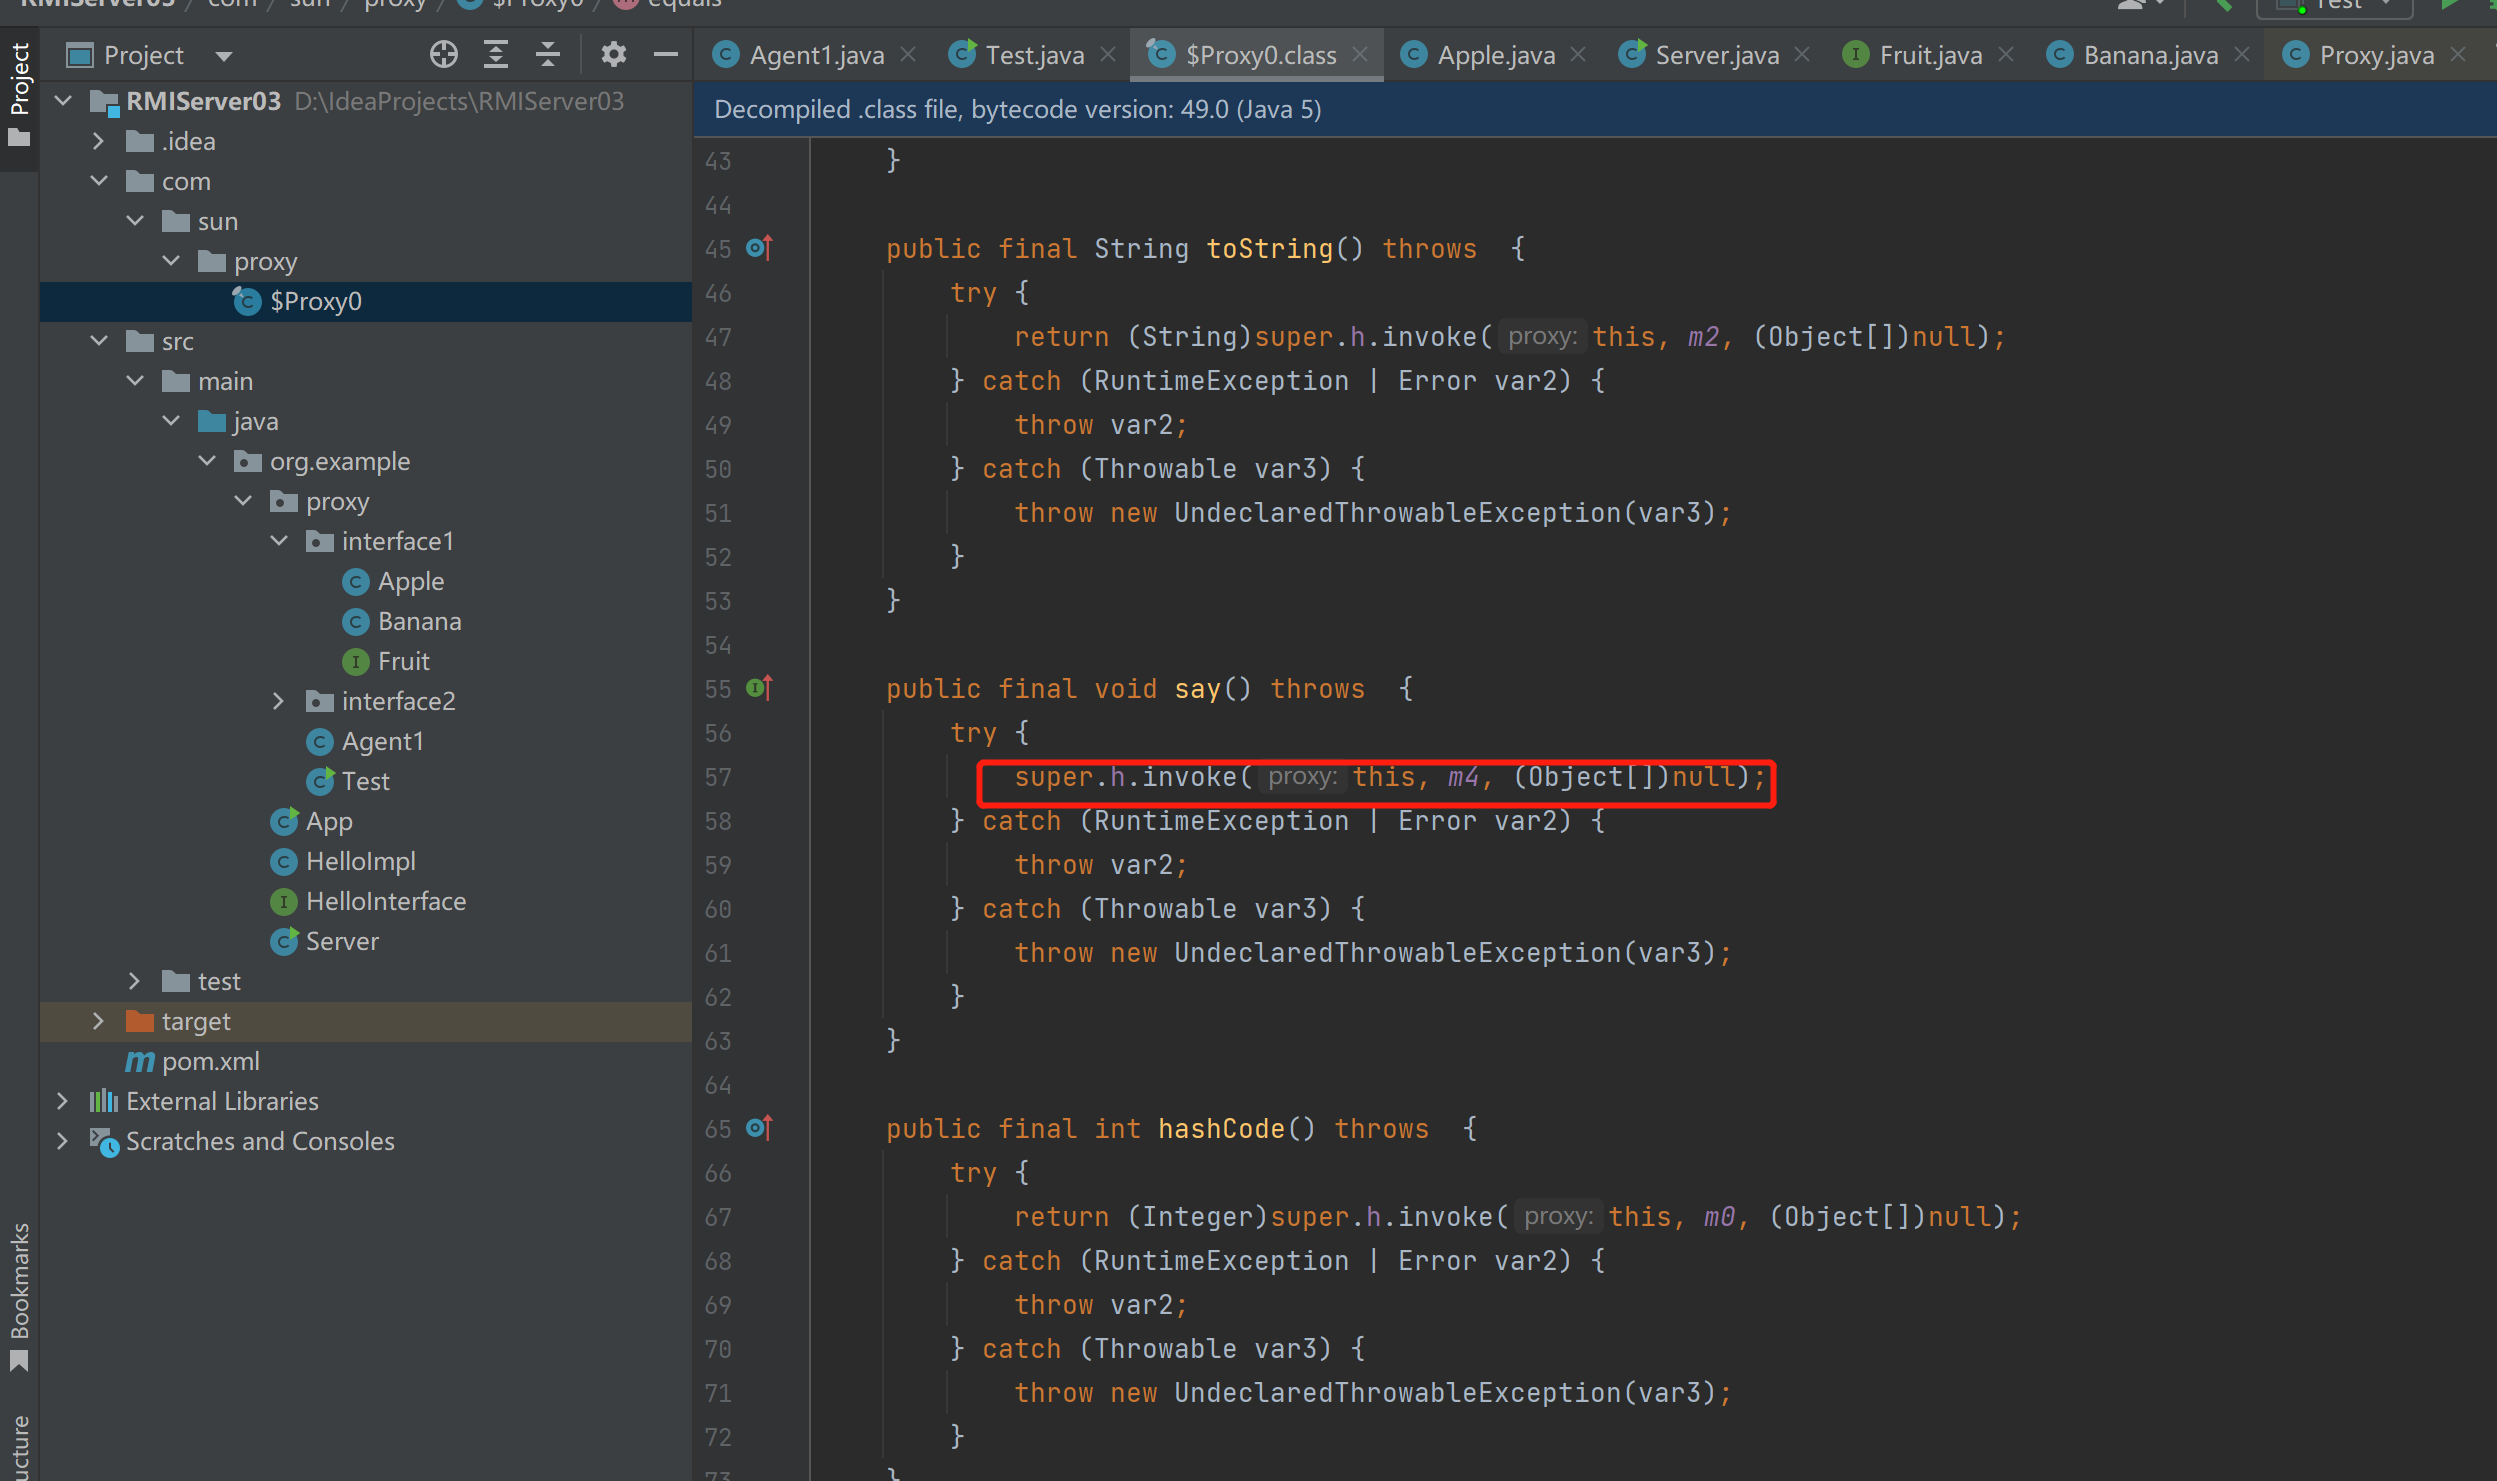 RMIServer03 / com / sun / proxy / $Proxy0 / equals
Test
Project
Project
Agent1.java
Test.java
$Proxy0.class
Apple.java
Server.java
Fruit.java
Banana.java
Proxy.java
RMIServer03 D:\IdeaProjects\RMIServer03
.idea
com
sun
proxy
$Proxy0
src
main
java
org.example
proxy
interface1
Apple
Banana
Fruit
interface2
Agent1
Test
App
HelloImpl
HelloInterface
Server
test
target
pom.xml
External Libraries
Scratches and Consoles
Bookmarks
ucture
Decompiled .class file, bytecode version: 49.0 (Java 5)
43 }
44
45 public final String toString() throws  {
46 try {
47 return (String)super.h.invoke( proxy: this, m2, (Object[])null);
48 } catch (RuntimeException | Error var2) {
49 throw var2;
50 } catch (Throwable var3) {
51 throw new UndeclaredThrowableException(var3);
52 }
53 }
54
55 public final void say() throws  {
56 try {
57 super.h.invoke( proxy: this, m4, (Object[])null);
58 } catch (RuntimeException | Error var2) {
59 throw var2;
60 } catch (Throwable var3) {
61 throw new UndeclaredThrowableException(var3);
62 }
63 }
64
65 public final int hashCode() throws  {
66 try {
67 return (Integer)super.h.invoke( proxy: this, m0, (Object[])null);
68 } catch (RuntimeException | Error var2) {
69 throw var2;
70 } catch (Throwable var3) {
71 throw new UndeclaredThrowableException(var3);
72 }
73 }